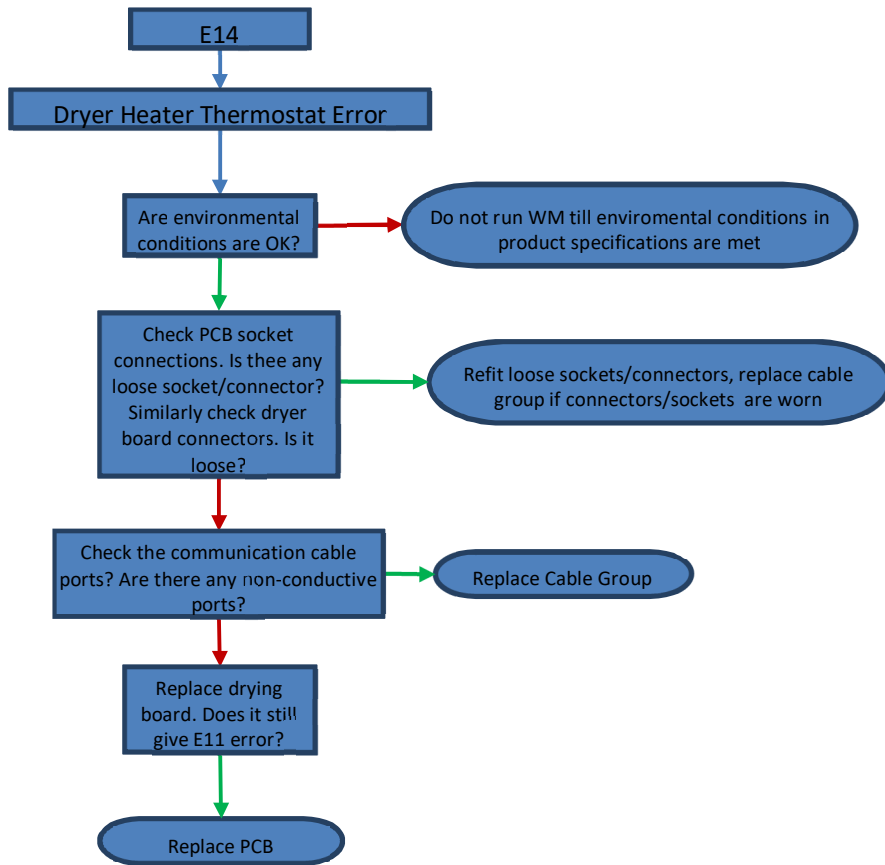 E14
Dryer Heater Thermostat Error
Are environmental
conditions are OK?
Do not run WM till enviromental conditions in
product specifications are met
Check PCB socket
connections. Is thee any
loose socket/connector?
Similarly check dryer
board connectors. Is it
loose?
Refit loose sockets/connectors, replace cable
group if connectors/sockets are worn
Check the communication cable
ports? Are there any non-conductive
ports?
Replace Cable Group
Replace drying
board. Does it still
give E11 error?
Replace PCB